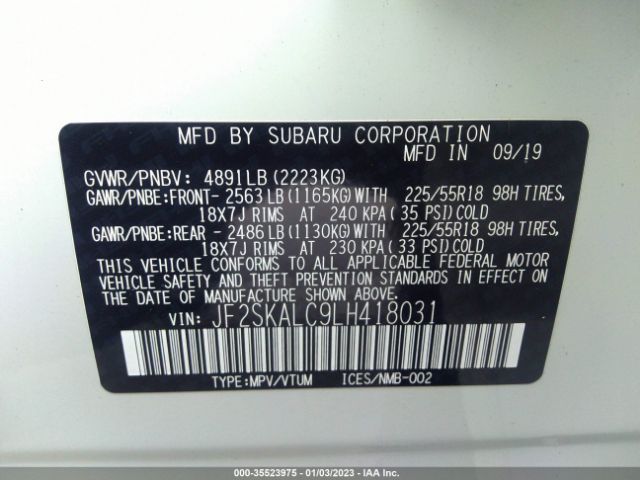 MFD BY SUBARU CORPORATION
MFD IN 09/19
GVWR/PNBV: 4891LB (2223KG)
GAWR/PNBE:FRONT- 2563 LB (1165KG) WITH 225/55R18 98H TIRES,
18X7J RIMS AT 240 KPA (35 PSI) COLD
GAWR/PNBE:REAR - 2486 LB (1130KG) WITH 225/55R18 98H TIRES,
18X7J RIMS AT 230 KPA (33 PSI) COLD
THIS VEHICLE CONFORMS TO ALL APPLICABLE FEDERAL MOTOR
VEHICLE SAFETY AND THEFT PREVENTION STANDARDS IN EFFECT
ON THE DATE OF MANUFACTURE SHOWN ABOVE.
VIN: JF2SKALC9LH418031
TYPE:MPV/VTUM ICES/NMB-002
000-35523975 - 01/03/2023 - IAA Inc.